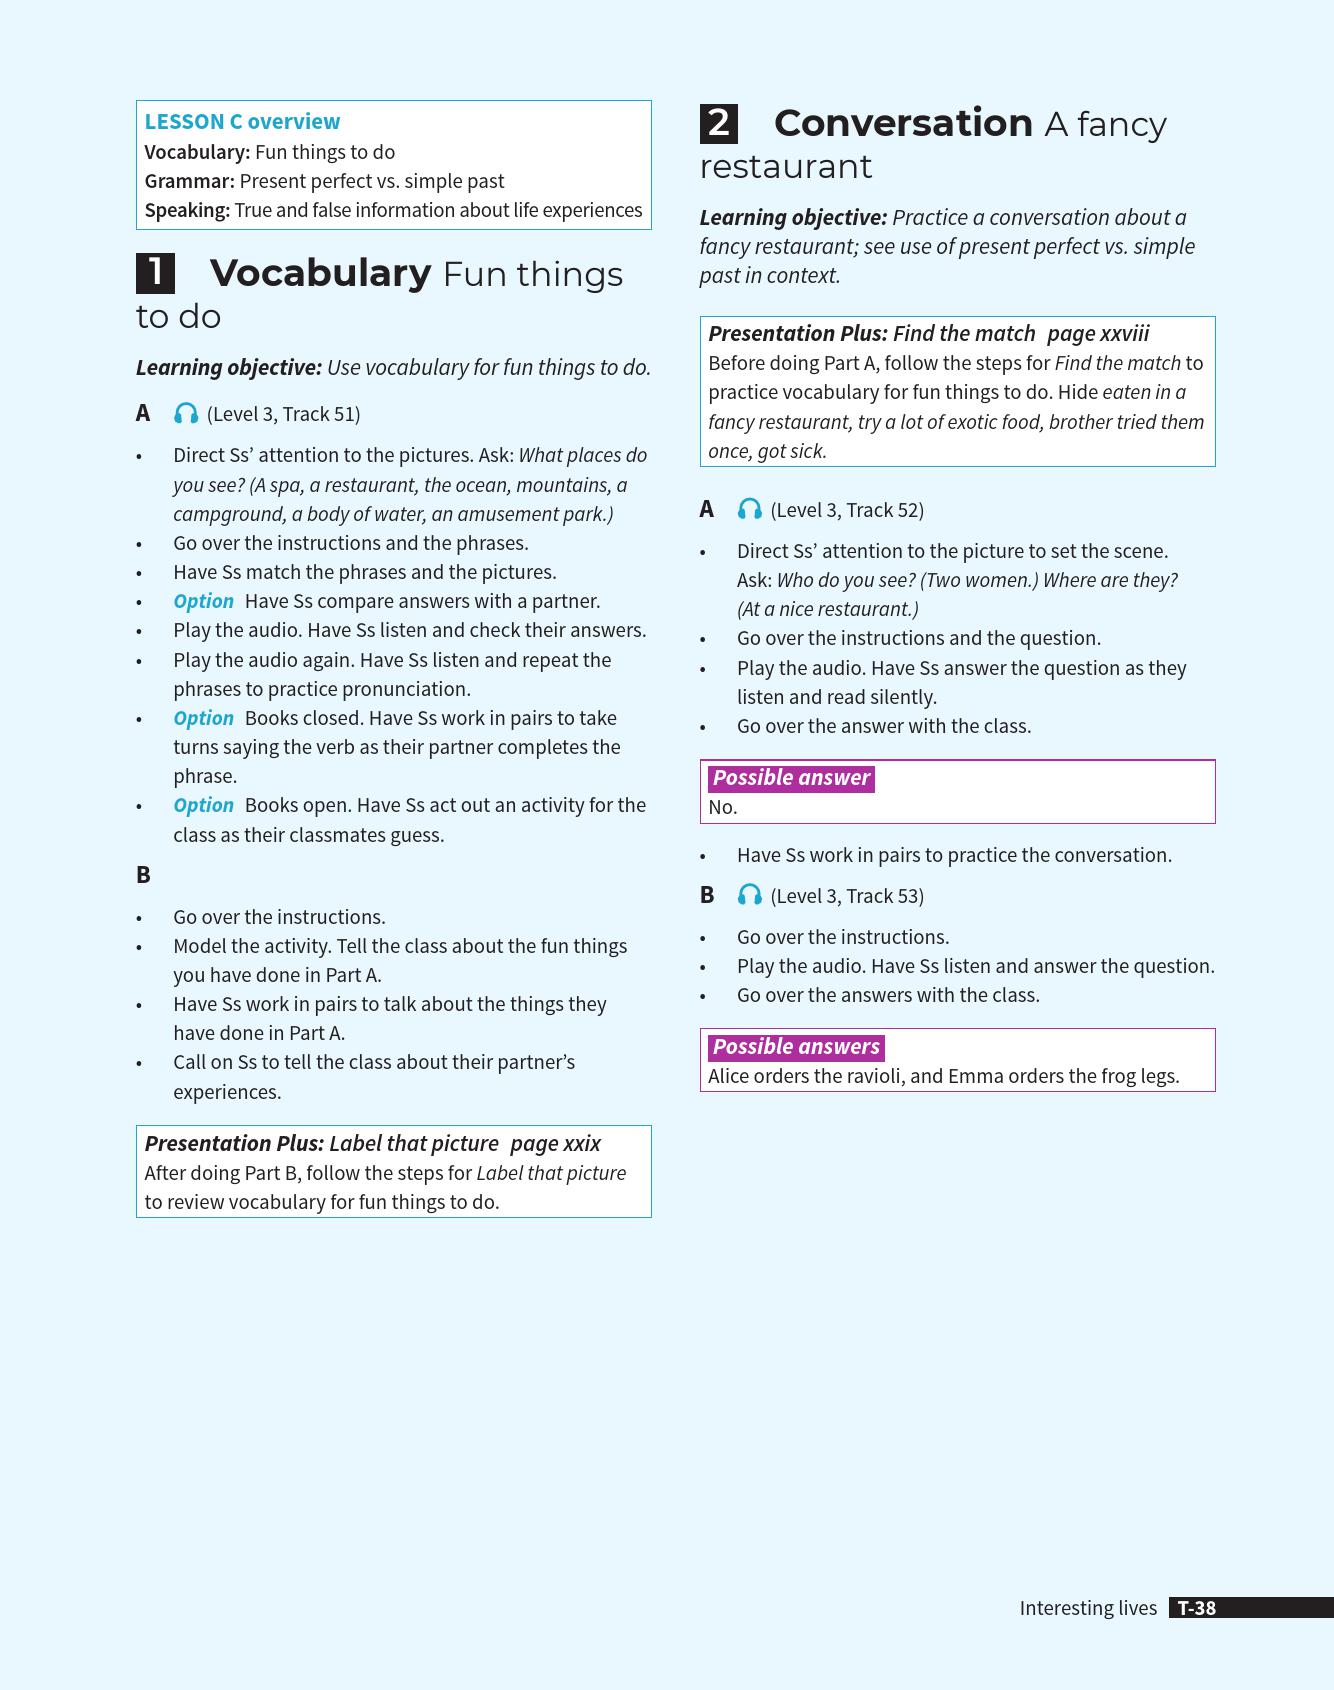 LESSON C overview
Vocabulary: Fun things to do
Grammar: Present perfect vs. simple past
Speaking: True and false information about life experiences
1 Vocabulary Fun things
to do
Learning objective: Use vocabulary for fun things to do.
A (Level 3, Track 51)
• Direct Ss’ attention to the pictures. Ask: What places do
you see? (A spa, a restaurant, the ocean, mountains, a
campground, a body of water, an amusement park.)
• Go over the instructions and the phrases.
• Have Ss match the phrases and the pictures.
• Option Have Ss compare answers with a partner.
• Play the audio. Have Ss listen and check their answers.
• Play the audio again. Have Ss listen and repeat the
phrases to practice pronunciation.
• Option Books closed. Have Ss work in pairs to take
turns saying the verb as their partner completes the
phrase.
• Option Books open. Have Ss act out an activity for the
class as their classmates guess.
B
• Go over the instructions.
• Model the activity. Tell the class about the fun things
you have done in Part A.
• Have Ss work in pairs to talk about the things they
have done in Part A.
• Call on Ss to tell the class about their partner’s
experiences.
Presentation Plus: Label that picture page xxix
After doing Part B, follow the steps for Label that picture
to review vocabulary for fun things to do.
2 Conversation A fancy
restaurant
Learning objective: Practice a conversation about a
fancy restaurant; see use of present perfect vs. simple
past in context.
Presentation Plus: Find the match page xxviii
Before doing Part A, follow the steps for Find the match to
practice vocabulary for fun things to do. Hide eaten in a
fancy restaurant, try a lot of exotic food, brother tried them
once, got sick.
A (Level 3, Track 52)
• Direct Ss’ attention to the picture to set the scene.
Ask: Who do you see? (Two women.) Where are they?
(At a nice restaurant.)
• Go over the instructions and the question.
• Play the audio. Have Ss answer the question as they
listen and read silently.
• Go over the answer with the class.
Possible answer
No.
• Have Ss work in pairs to practice the conversation.
B (Level 3, Track 53)
• Go over the instructions.
• Play the audio. Have Ss listen and answer the question.
• Go over the answers with the class.
Possible answers
Alice orders the ravioli, and Emma orders the frog legs.
Interesting lives T-38